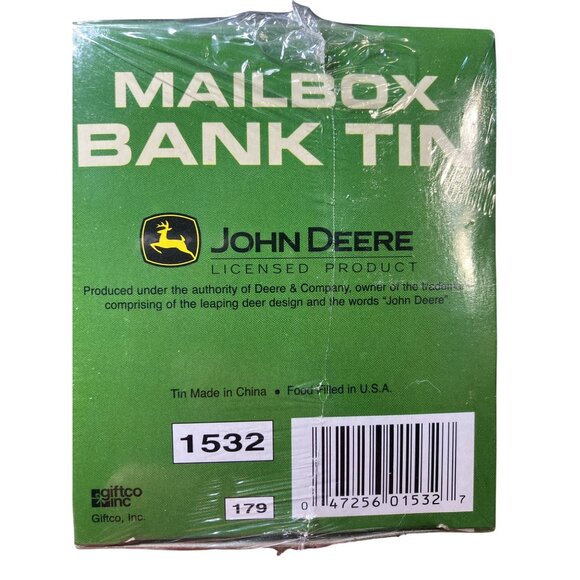 MAILBOX
BANK TIN
JOHN DEERE
LICENSED PRODUCT
Produced under the authority of Deere & Company, owner of the
comprising of the leaping deer design and the words "John Deere"
Tin Made in China • Food Filled in U.S.A.
1532
179
0 47256 01532 7
giftco
inc
Giftco, Inc.